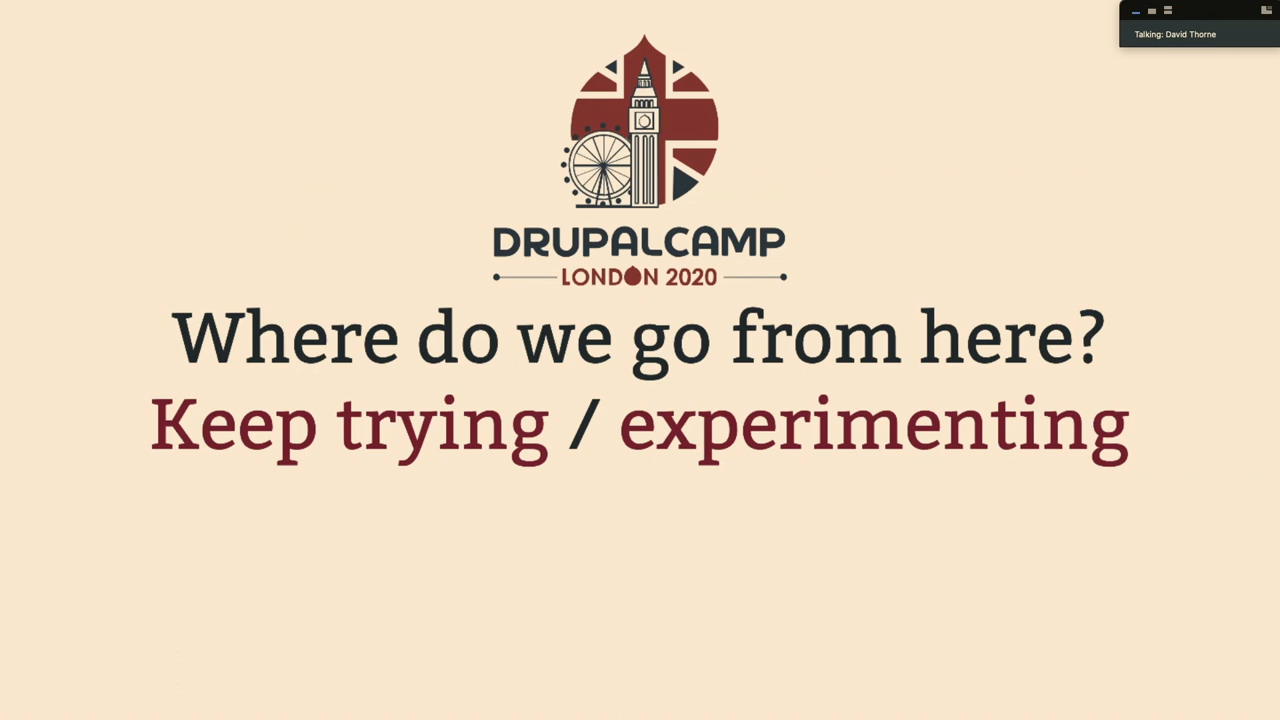 Talking: David Thorne
DRUPALCAMP
LONDON 2020
Where do we go from here?
Keep trying / experimenting